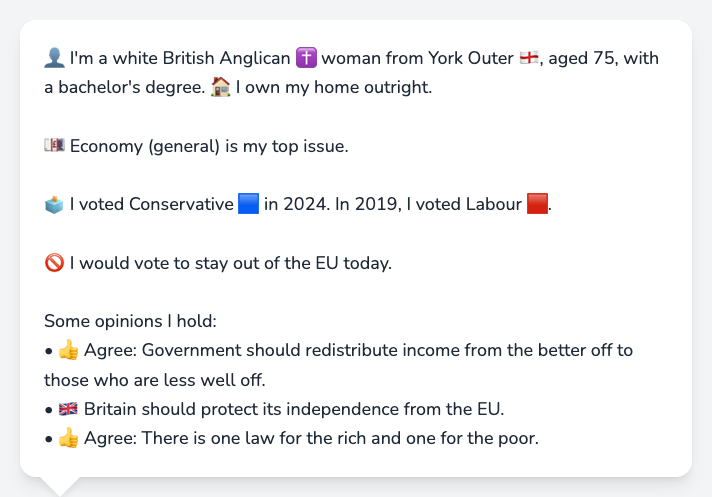 👤 I'm a white British Anglican ✝️ woman from York Outer 🏴󠁧󠁢󠁥󠁮󠁧󠁿, aged 75, with
a bachelor's degree. 🏠 I own my home outright.
💷 Economy (general) is my top issue.
🗳️ I voted Conservative 🟦 in 2024. In 2019, I voted Labour 🟥.
🚫 I would vote to stay out of the EU today.
Some opinions I hold:
• 👍 Agree: Government should redistribute income from the better off to
those who are less well off.
• 🇬🇧 Britain should protect its independence from the EU.
• 👍 Agree: There is one law for the rich and one for the poor.